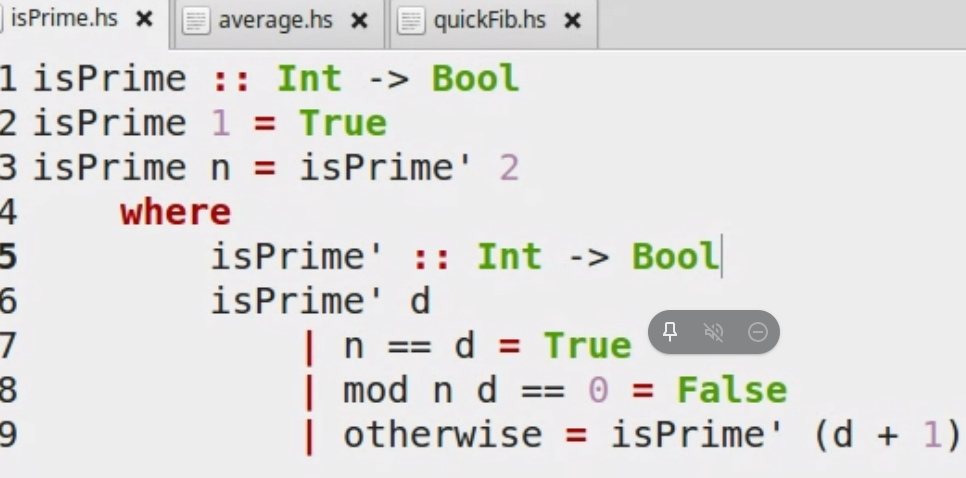 isPrime.hs × average.hs × quickFib.hs ×
1 isPrime :: Int -> Bool
2 isPrime 1 = True
3 isPrime n = isPrime' 2
4     where
5         isPrime' :: Int -> Bool
6         isPrime' d
7             | n == d = True
8             | mod n d == 0 = False
9             | otherwise = isPrime' (d + 1)